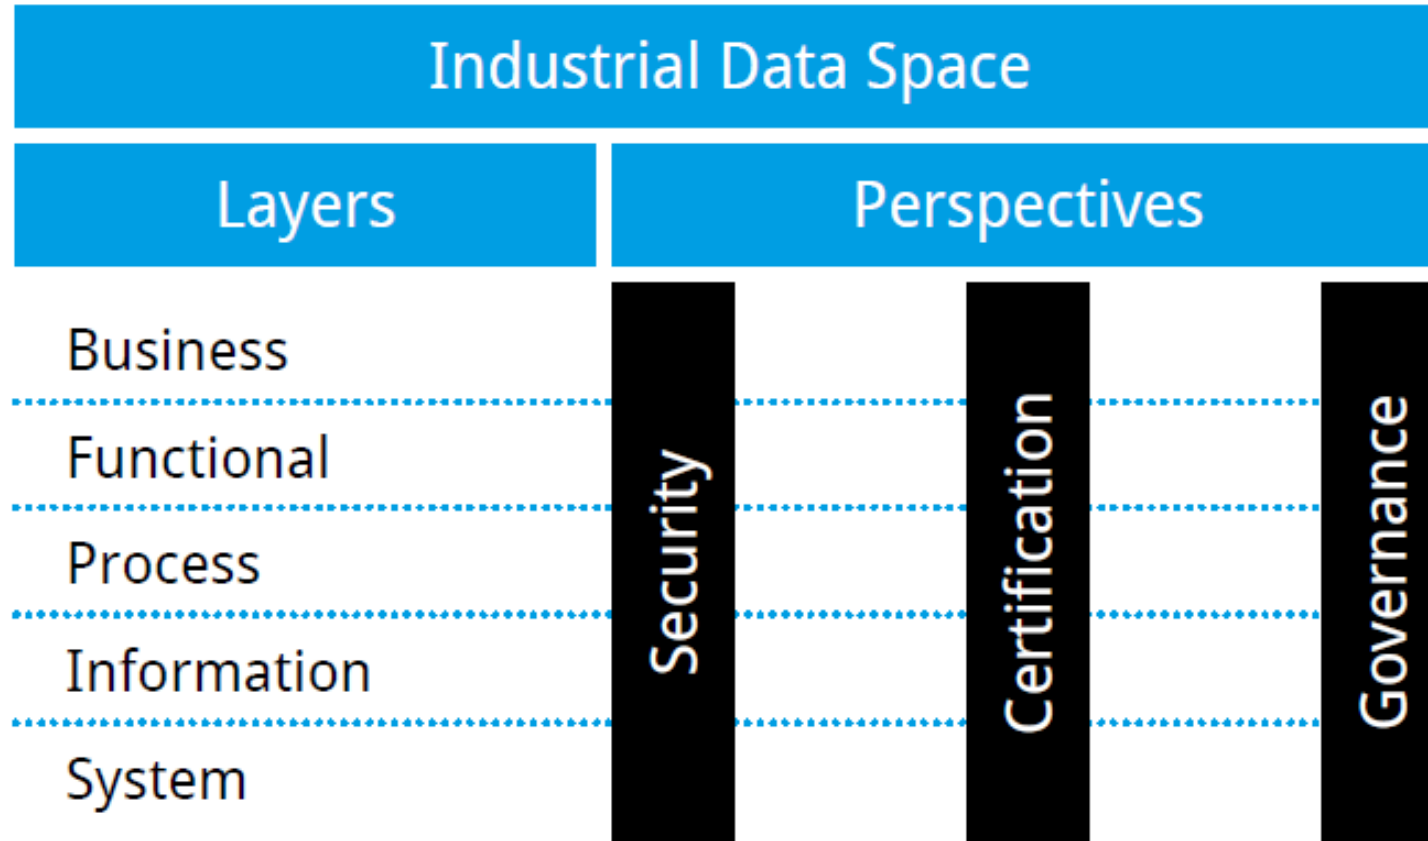 Industrial Data Space
Layers
Perspectives
Business
Functional
Process
Information
System
Security
Certification
Governance